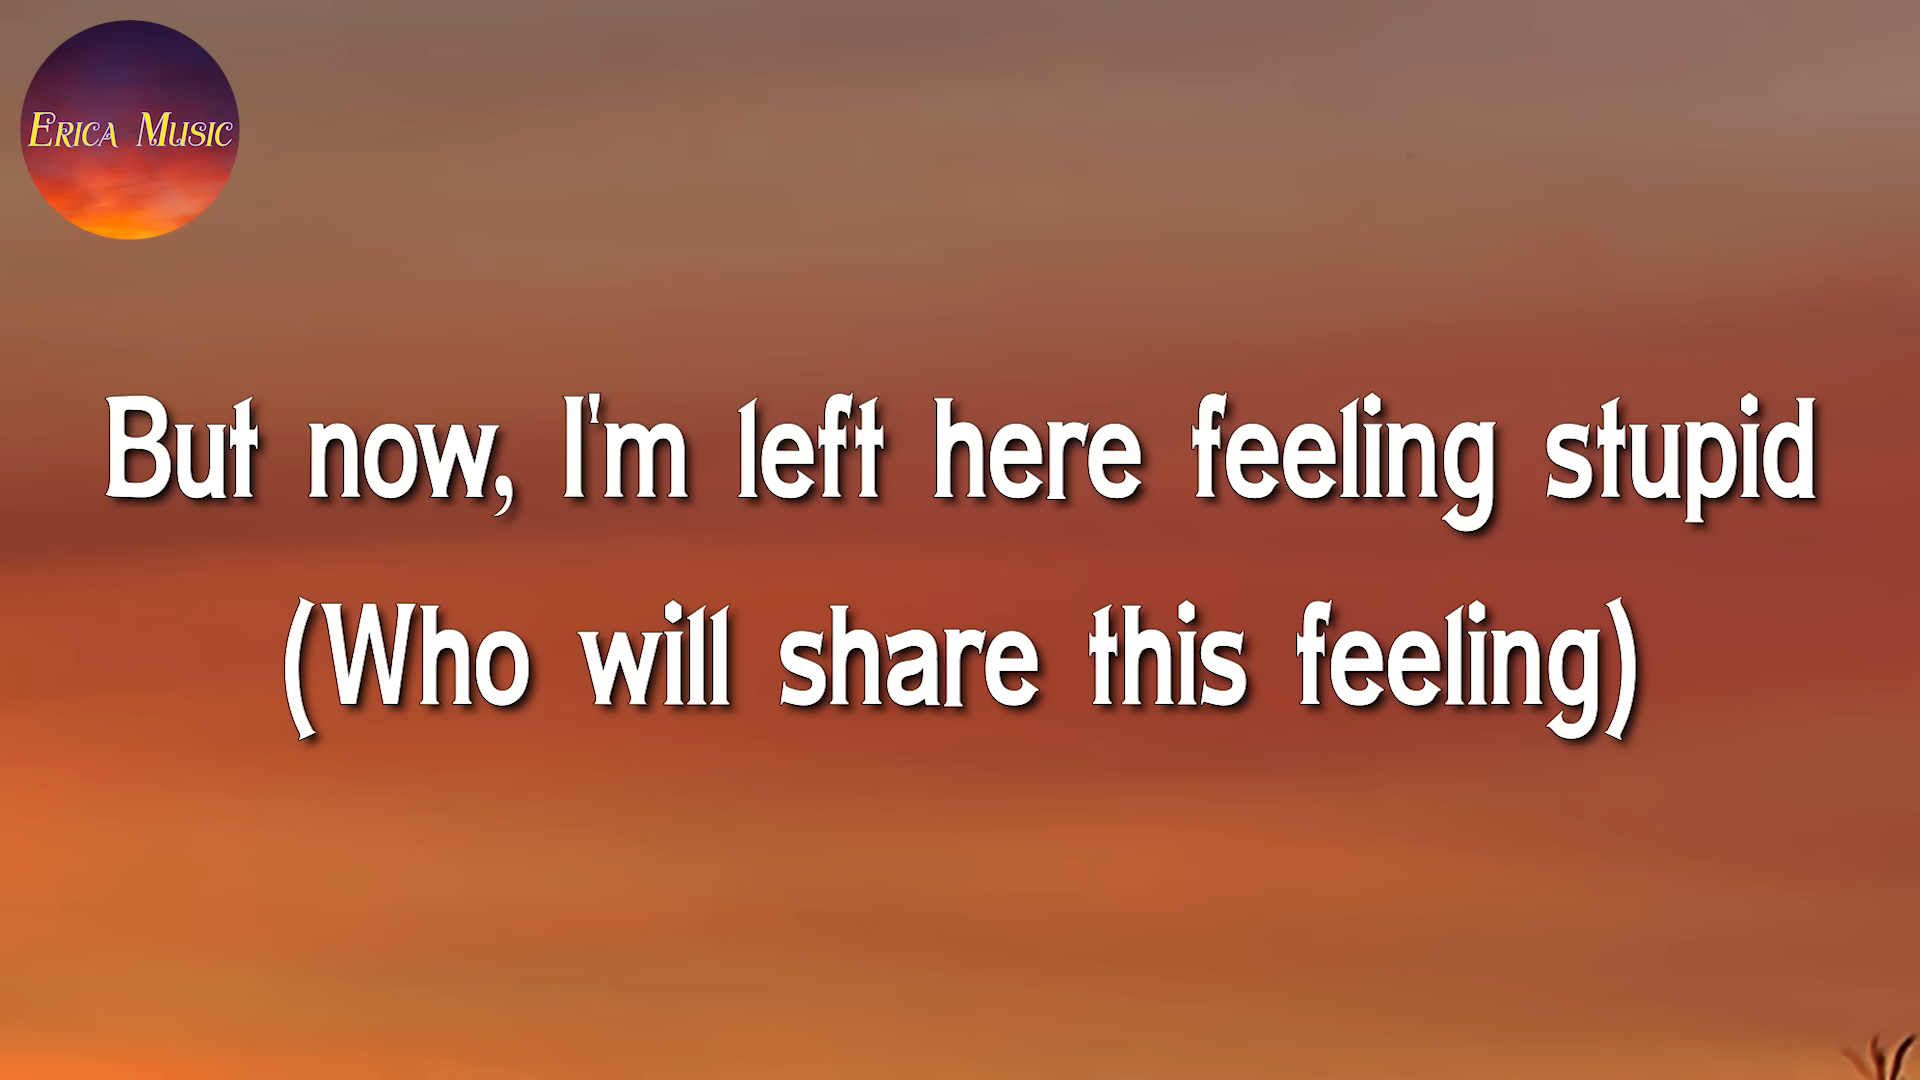 Erica Music
But now, I'm left here feeling stupid
(Who will share this feeling)